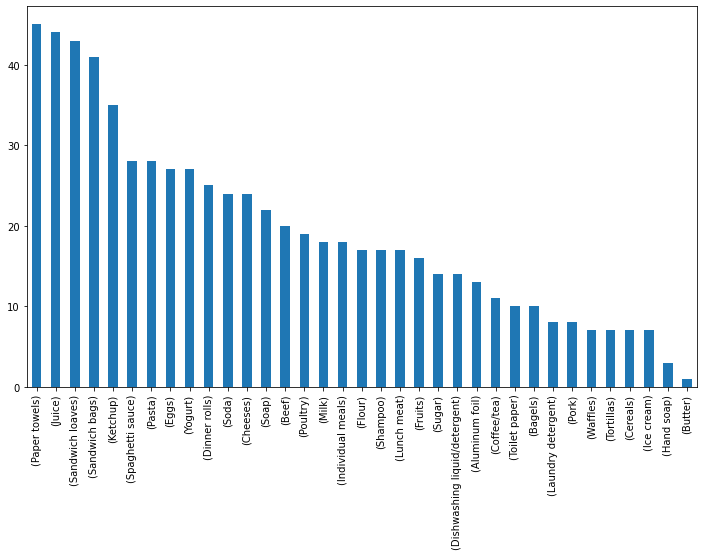 40
30
20
10
0
(Paper towels)
(Juice)
(Sandwich loaves)
(Sandwich bags)
(Ketchup)
(Spaghetti sauce)
(Pasta)
(Eggs)
(Yogurt)
(Dinner rolls)
(Soda)
(Cheeses)
(Soap)
(Beef)
(Poultry)
(Milk)
(Individual meals)
(Flour)
(Shampoo)
(Lunch meat)
(Fruits)
(Sugar)
(Dishwashing liquid/detergent)
(Aluminum foil)
(Coffee/tea)
(Toilet paper)
(Bagels)
(Laundry detergent)
(Pork)
(Waffles)
(Tortillas)
(Cereals)
(Ice cream)
(Hand soap)
(Butter)